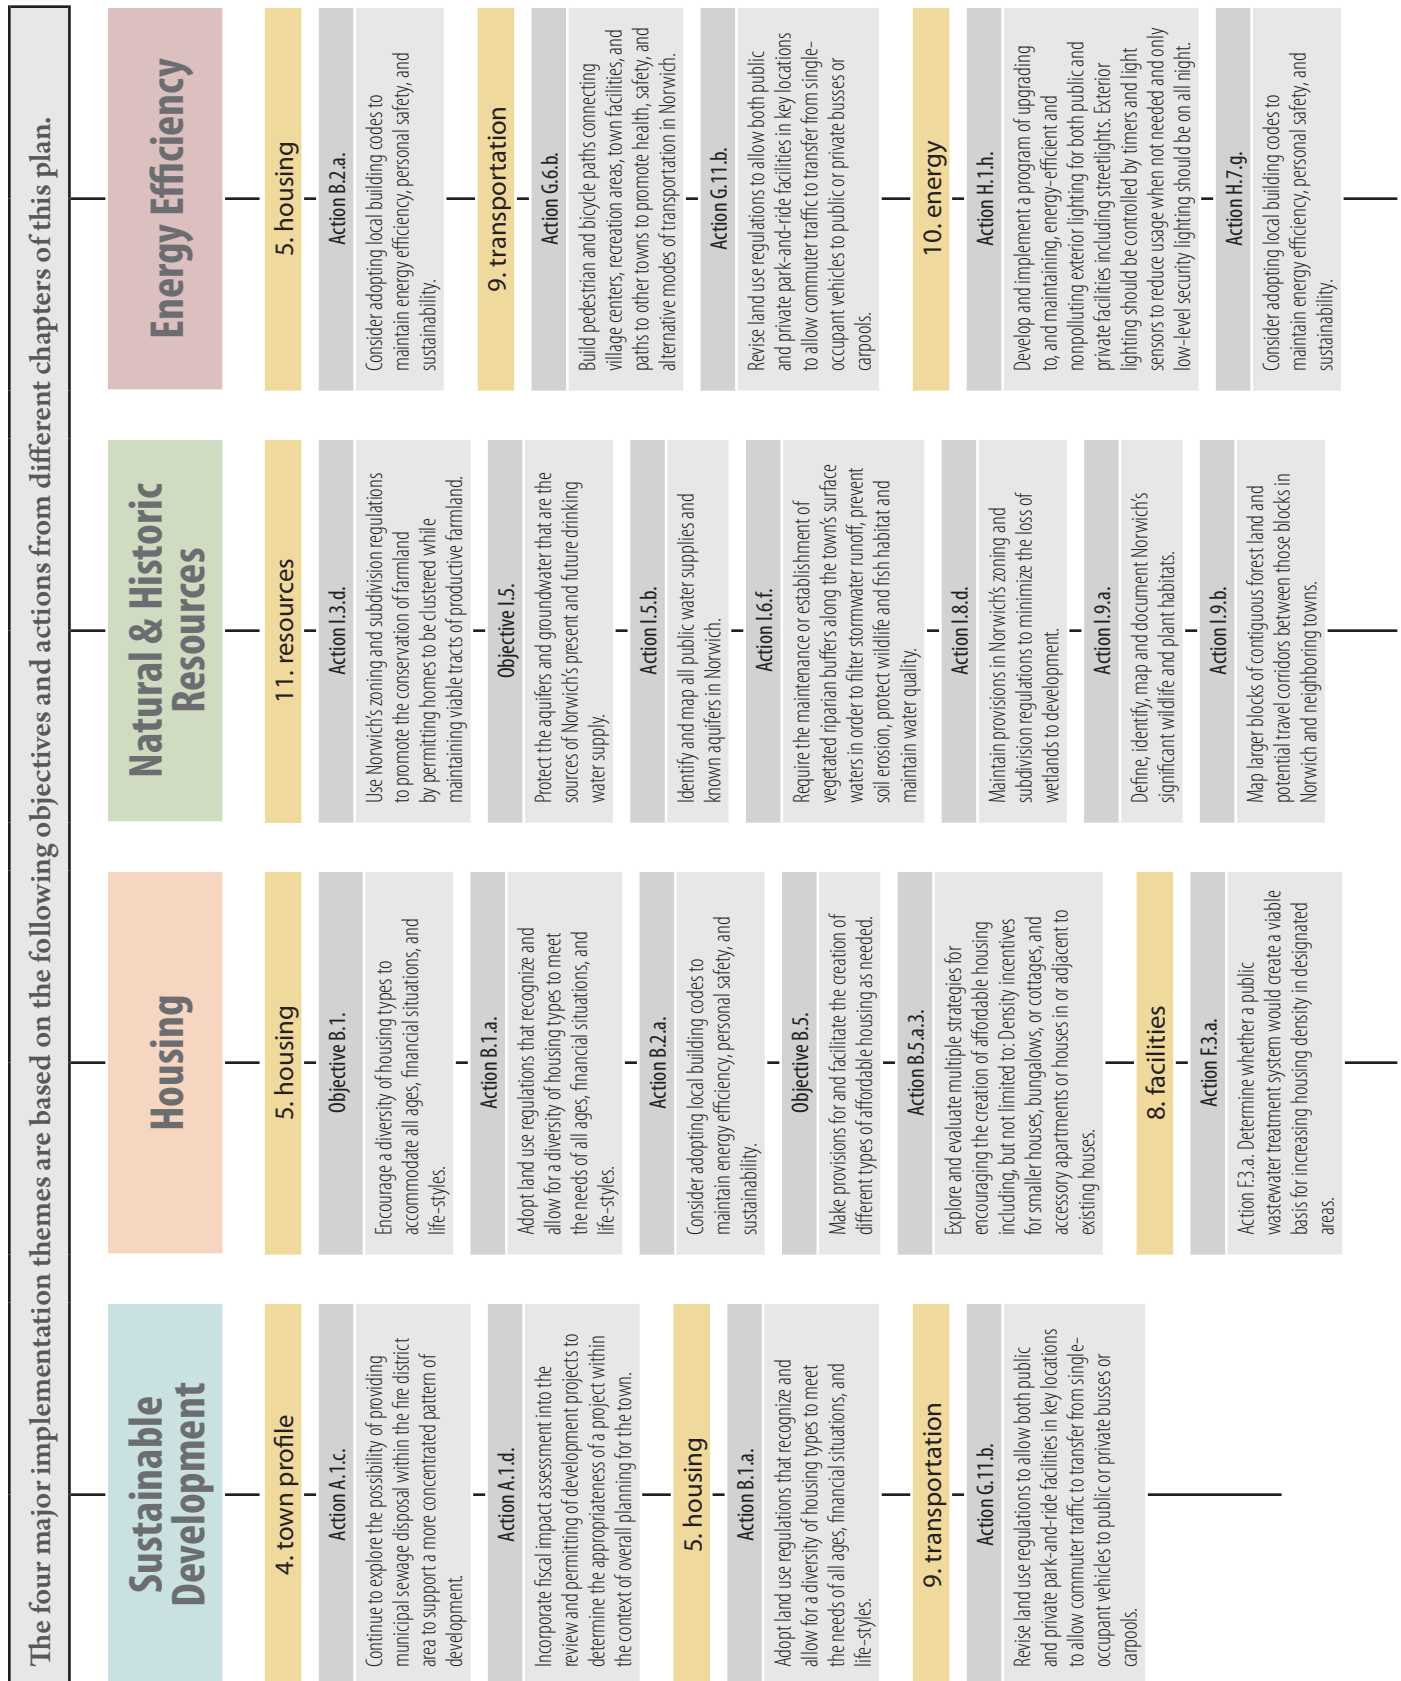 The four major implementation themes are based on the following objectives and actions from different chapters of this plan.
Sustainable
Development
4. town profile
Action A.1.c.
Continue to explore the possibility of providing
municipal sewage disposal within the fire district
area to support a more concentrated pattern of
development.
Action A.1.d.
Incorporate fiscal impact assessment into the
review and permitting of development projects to
determine the appropriateness of a project within
the context of overall planning for the town.
5. housing
Action B.1.a.
Adopt land use regulations that recognize and
allow for a diversity of housing types to meet
the needs of all ages, financial situations, and
life-styles.
9. transportation
Action G.11.b.
Revise land use regulations to allow both public
and private park-and-ride facilities in key locations
to allow commuter traffic to transfer from single-
occupant vehicles to public or private busses or
carpools.
Housing
5. housing
Objective B.1.
Encourage a diversity of housing types to
accommodate all ages, financial situations, and
life-styles.
Action B.1.a.
Adopt land use regulations that recognize and
allow for a diversity of housing types to meet
the needs of all ages, financial situations, and
life-styles.
Action B.2.a.
Consider adopting local building codes to
maintain energy efficiency, personal safety, and
sustainability.
Objective B.5.
Make provisions for and facilitate the creation of
different types of affordable housing as needed.
Action B.5.a.3.
Explore and evaluate multiple strategies for
encouraging the creation of affordable housing
including, but not limited to: Density incentives
for smaller houses, bungalows, or cottages, and
accessory apartments or houses in or adjacent to
existing houses.
8. facilities
Action F.3.a.
Action F.3.a. Determine whether a public
wastewater treatment system would create a viable
basis for increasing housing density in designated
areas.
Natural & Historic
Resources
11. resources
Action I.3.d.
Use Norwich's zoning and subdivision regulations
to promote the conservation of farmland
by permitting homes to be clustered while
maintaining viable tracts of productive farmland.
Objective I.5.
Protect the aquifers and groundwater that are the
sources of Norwich's present and future drinking
water supply.
Action I.5.b.
Identify and map all public water supplies and
known aquifers in Norwich.
Action I.6.f.
Require the maintenance or establishment of
vegetated riparian buffers along the town's surface
waters in order to filter stormwater runoff, prevent
soil erosion, protect wildlife and fish habitat and
maintain water quality.
Action I.8.d.
Maintain provisions in Norwich's zoning and
subdivision regulations to minimize the loss of
wetlands to development.
Action I.9.a.
Define, identify, map and document Norwich's
significant wildlife and plant habitats.
Action I.9.b.
Map larger blocks of contiguous forest land and
potential travel corridors between those blocks in
Norwich and neighboring towns.
Energy Efficiency
5. housing
Action B.2.a.
Consider adopting local building codes to
maintain energy efficiency, personal safety, and
sustainability.
9. transportation
Action G.6.b.
Build pedestrian and bicycle paths connecting
village centers, recreation areas, town facilities, and
paths to other towns to promote health, safety, and
alternative modes of transportation in Norwich.
Action G.11.b.
Revise land use regulations to allow both public
and private park-and-ride facilities in key locations
to allow commuter traffic to transfer from single-
occupant vehicles to public or private busses or
carpools.
10. energy
Action H.1.h.
Develop and implement a program of upgrading
to, and maintaining, energy-efficient and
nonpolluting exterior lighting for both public and
private facilities including streetlights. Exterior
lighting should be controlled by timers and light
sensors to reduce usage when not needed and only
low-level security lighting should be on all night.
Action H.7.g.
Consider adopting local building codes to
maintain energy efficiency, personal safety, and
sustainability.